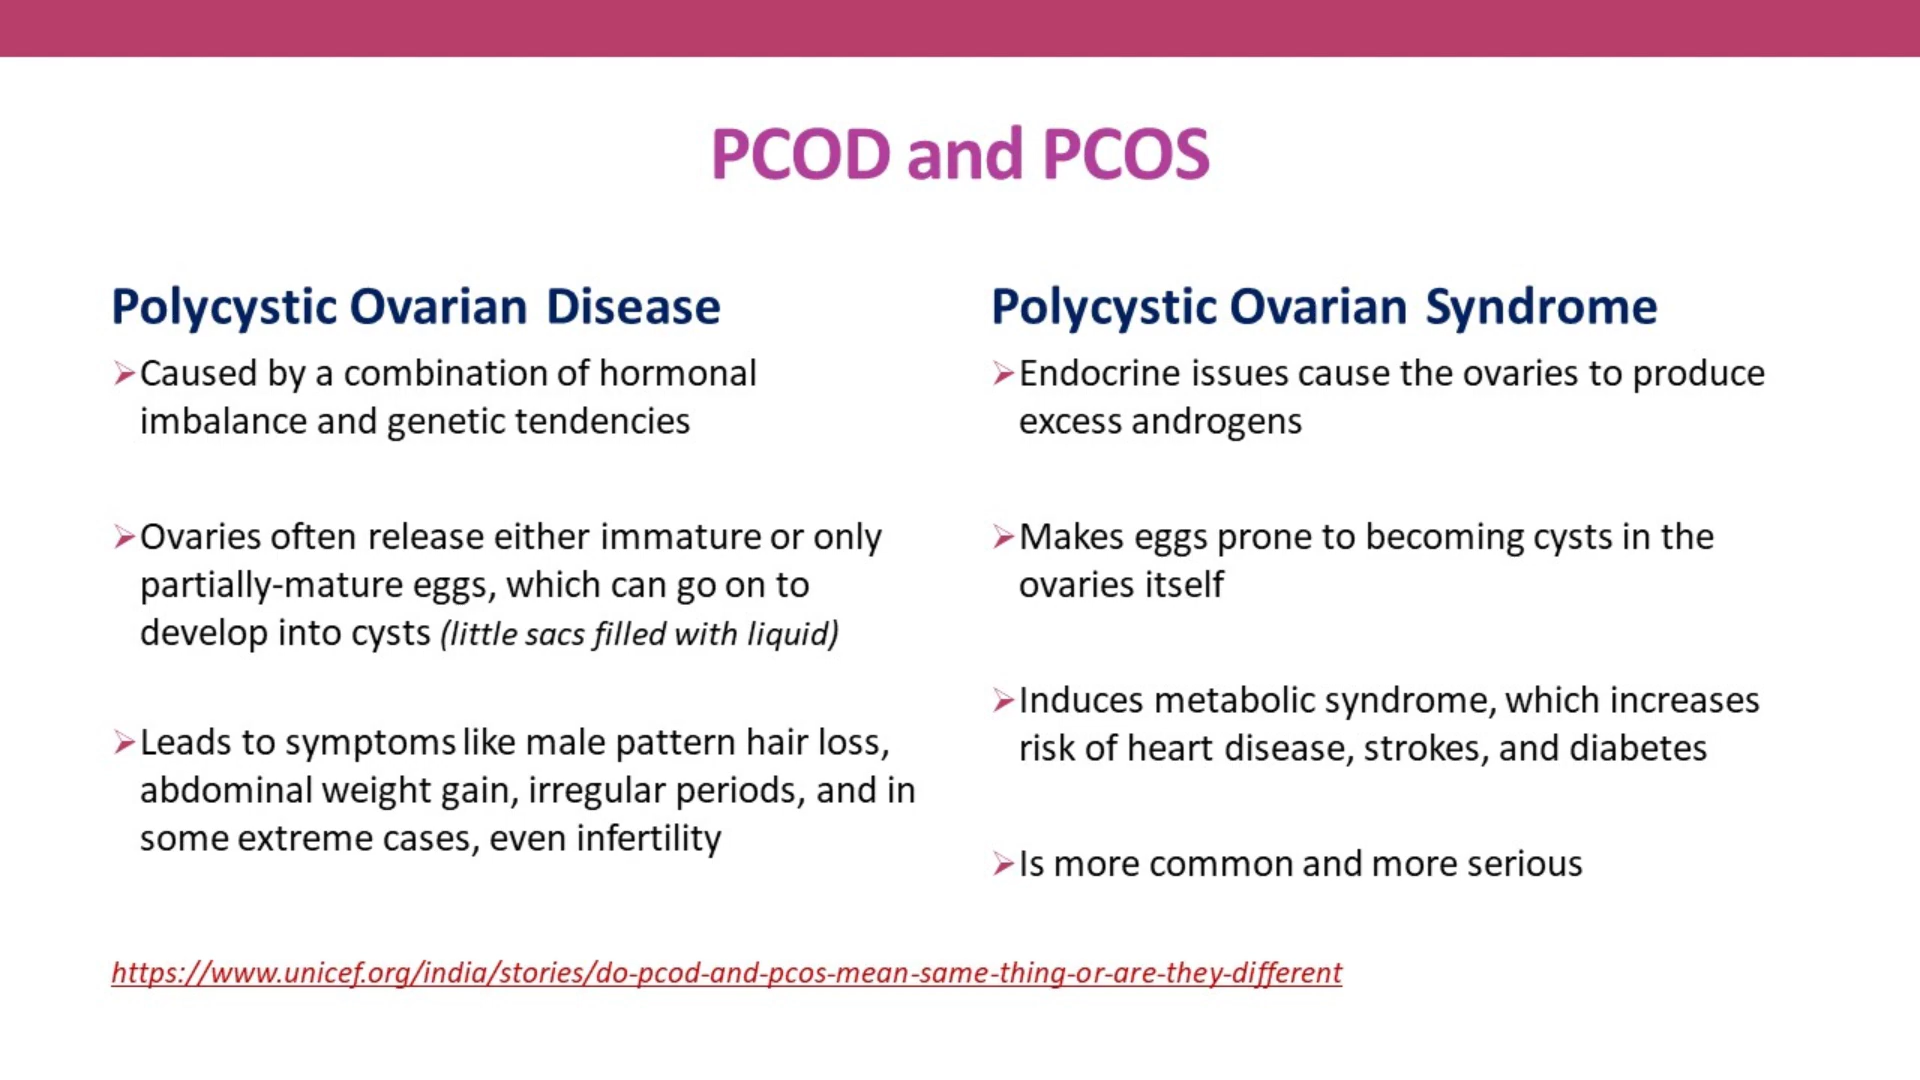 PCOD and PCOS
Polycystic Ovarian Disease
➢Caused by a combination of hormonal
imbalance and genetic tendencies
➢Ovaries often release either immature or only
partially-mature eggs, which can go on to
develop into cysts (little sacs filled with liquid)
➢Leads to symptoms like male pattern hair loss,
abdominal weight gain, irregular periods, and in
some extreme cases, even infertility
Polycystic Ovarian Syndrome
➢Endocrine issues cause the ovaries to produce
excess androgens
➢Makes eggs prone to becoming cysts in the
ovaries itself
➢Induces metabolic syndrome, which increases
risk of heart disease, strokes, and diabetes
➢Is more common and more serious
https://www.unicef.org/india/stories/do-pcod-and-pcos-mean-same-thing-or-are-they-different